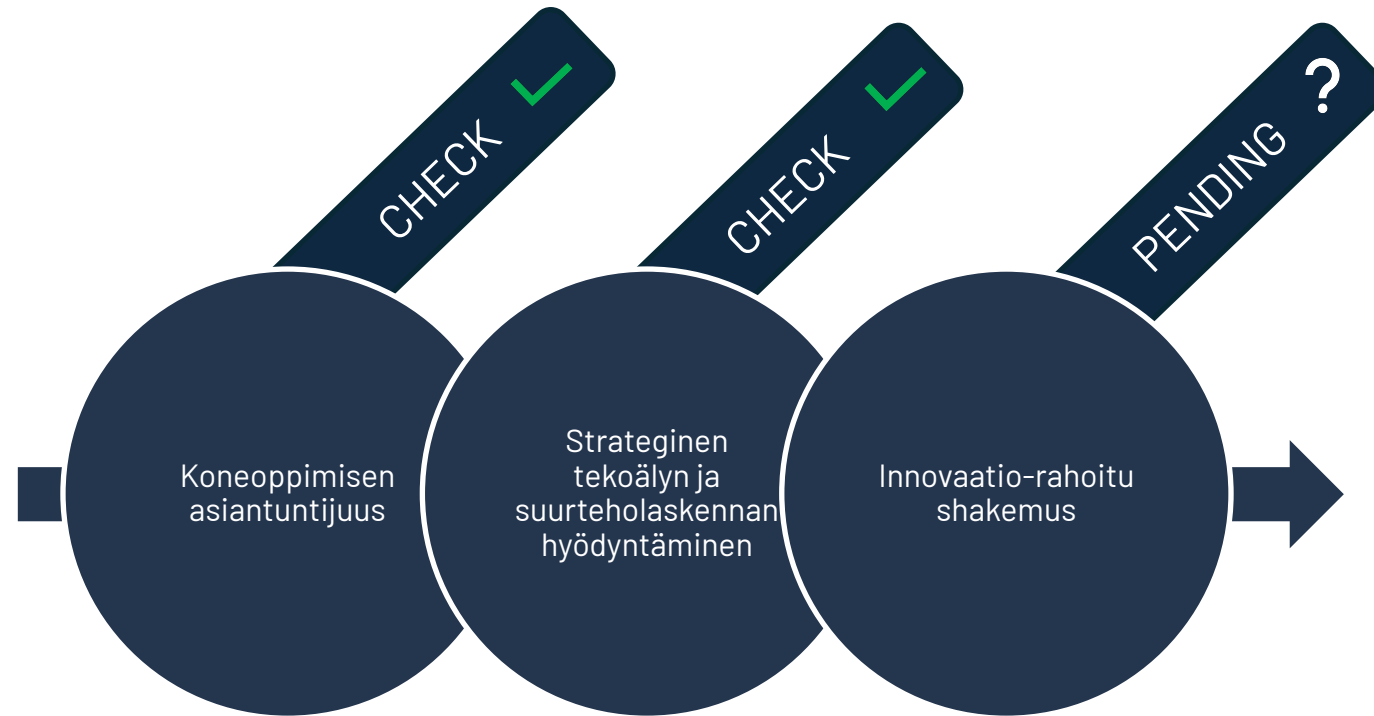 CHECK
CHECK
PENDING ?
Koneoppimisen
asiantuntijuus
Strateginen
tekoälyn ja
suurteholaskennan
hyödyntäminen
Innovaatio-rahoitu
shakemus